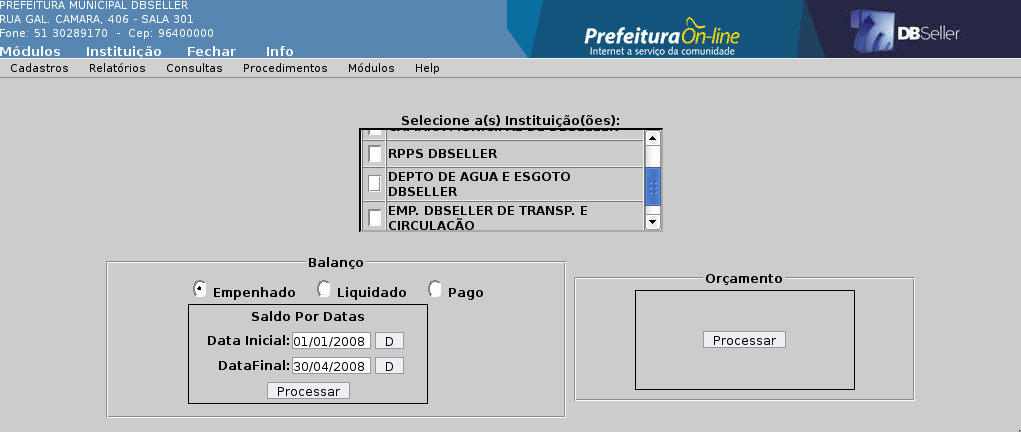 PREFEITURA MUNICIPAL DBSELLER
RUA GAL. CAMARA, 406 - SALA 301
Fone: 51 30289170 - Cep: 96400000
Prefeitura On-line
Internet a serviço da comunidade
DBSeller
Módulos Instituição Fechar Info
Cadastros Relatórios Consultas Procedimentos Módulos Help
Selecione a(s) Instituição(ões):
RPPS DBSELLER
DEPTO DE AGUA E ESGOTO
DBSELLER
EMP. DBSELLER DE TRANSP. E
CIRCULAÇÃO
Balanço
Empenhado Liquidado Pago
Saldo Por Datas
Data Inicial: 01/01/2008 D
DataFinal: 30/04/2008 D
Processar
Orçamento
Processar